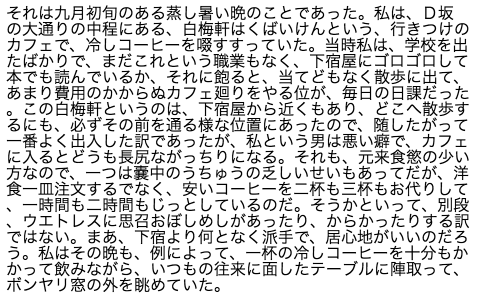 それは九月初旬のある蒸し暑い晩のことであった。私は、Ｄ坂
の大通りの中程にある、白梅軒はくばいけんという、行きつけの
カフェで、冷しコーヒーを啜すすっていた。当時私は、学校を出
たばかりで、まだこれという職業もなく、下宿屋にゴロゴロして
本でも読んでいるか、それに飽ると、当てどもなく散歩に出て、
あまり費用のかからぬカフェ廻りをやる位が、毎日の日課だった
。この白梅軒というのは、下宿屋から近くもあり、どこへ散歩す
るにも、必ずその前を通る様な位置にあったので、随したがって
一番よく出入した訳であったが、私という男は悪い癖で、カフェ
に入るとどうも長尻ながっちりになる。それも、元来食慾の少い
方なので、一つは嚢中のうちゅうの乏しいせいもあってだが、洋
食一皿注文するでなく、安いコーヒーを二杯も三杯もお代りして
、一時間も二時間もじっとしているのだ。そうかといって、別段
、ウエトレスに思召おぼしめしがあったり、からかったりする訳
ではない。まあ、下宿より何となく派手で、居心地がいいのだろ
う。私はその晩も、例によって、一杯の冷しコーヒーを十分もか
かって飲みながら、いつもの往来に面したテーブルに陣取って、
ボンヤリ窓の外を眺めていた。